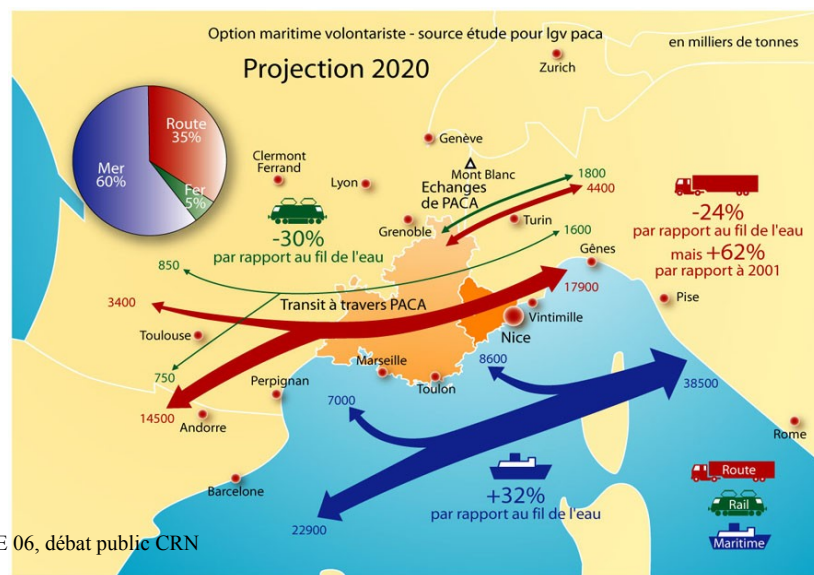 Option maritime volontariste - source étude pour lgv paca
en milliers de tonnes
Projection 2020
Zurich
Route
35%
Mer
60%
Fer
5%
Genève
Clermont
Ferrand
Lyon
Mont Blanc
Echanges
de PACA
1800
4400
-24%
par rapport au fil de l'eau
mais +62%
par rapport à 2001
Grenoble
Turin
-30%
par rapport au fil de l'eau
1600
850
Gênes
17900
3400
Transit à travers PACA
Pise
Vintimille
Toulouse
Nice
750
Marseille
8600
Toulon
38500
Perpignan
7000
14500
Andorre
Rome
Route
Barcelone
+32%
par rapport au fil de l'eau
Rail
22900
Maritime
06, débat public CRN